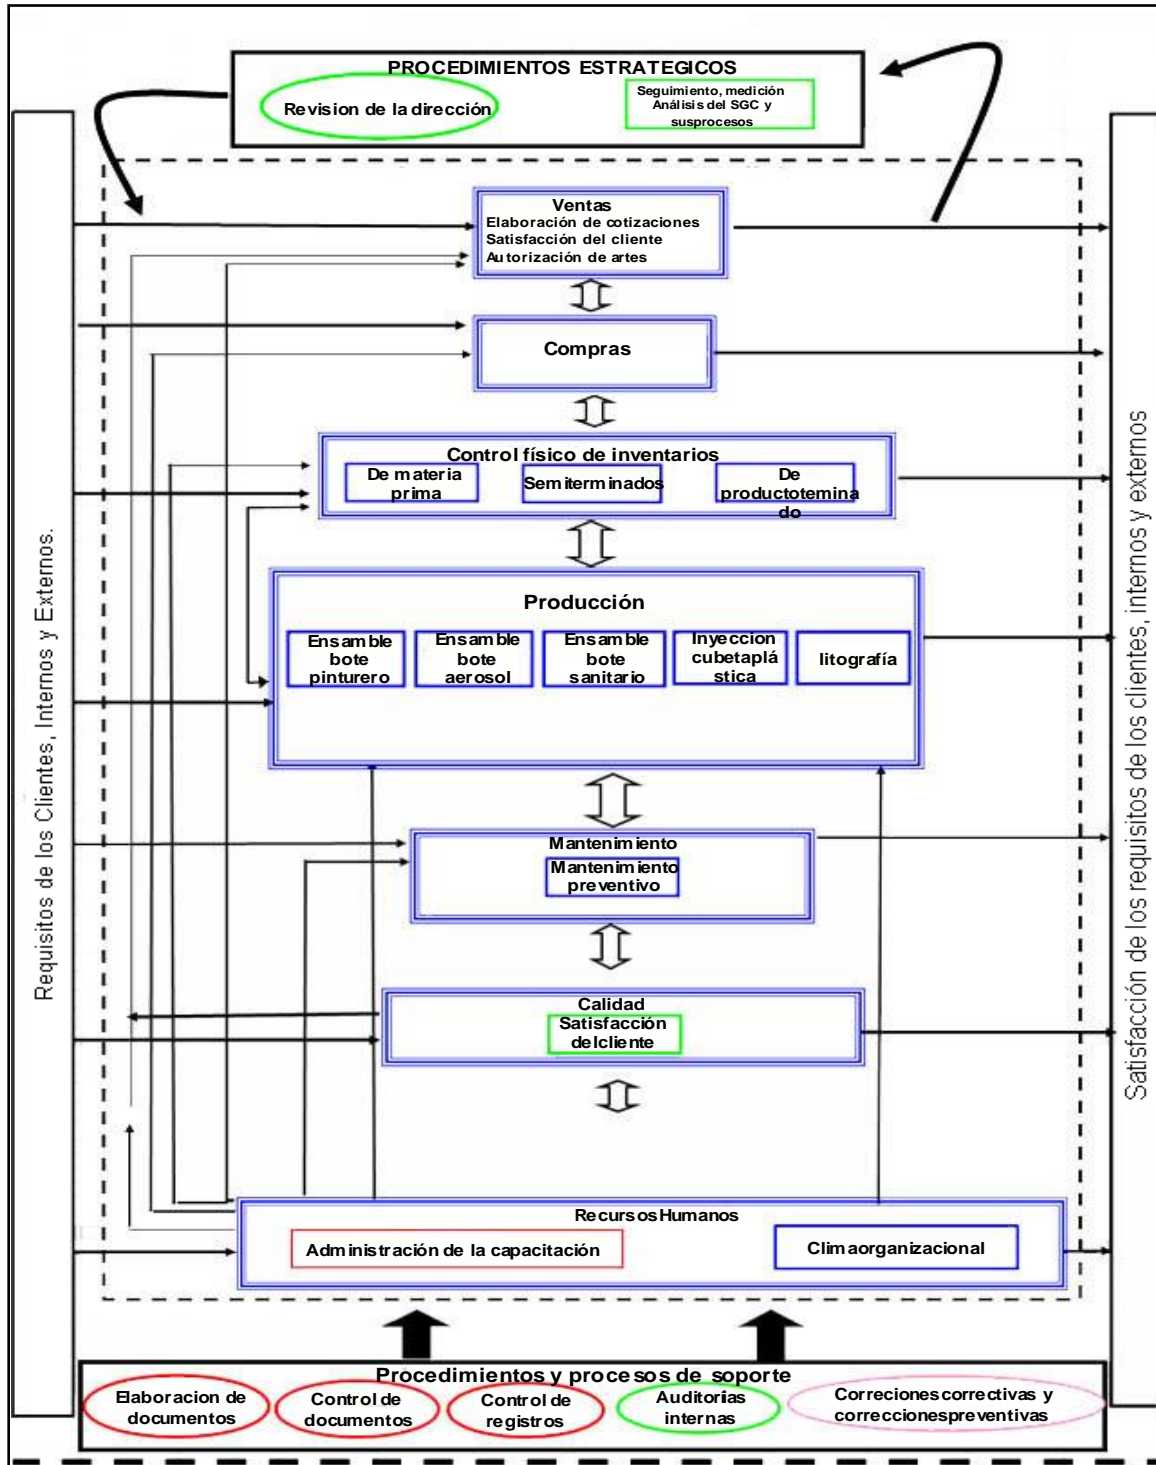 PROCEDIMIENTOS ESTRATEGICOS
Revision de la dirección
Seguimiento, medición
Análisis del SGC y
susprocesos
Requisitos de los Clientes, Internos y Externos.
Ventas
Elaboración de cotizaciones
Satisfacción del cliente
Autorización de artes
Compras
Control físico de inventarios
De materia
prima
Semiterminados
De
productotemina
do
Producción
Ensamble
bote
pinturero
Ensamble
bote
aerosol
Ensamble
bote
sanitario
Inyeccion
cubetaplá
stica
litografía
Mantenimiento
Mantenimiento
preventivo
Calidad
Satisfacción
delcliente
RecursosHumanos
Administración de la capacitación
Climaorganizacional
Satisfacción de los requisitos de los clientes, internos y externos
Procedimientos y procesos de soporte
Elaboracion de
documentos
Control de
documentos
Control de
registros
Auditorías
internas
Correciones correctivas y
correccionespreventivas